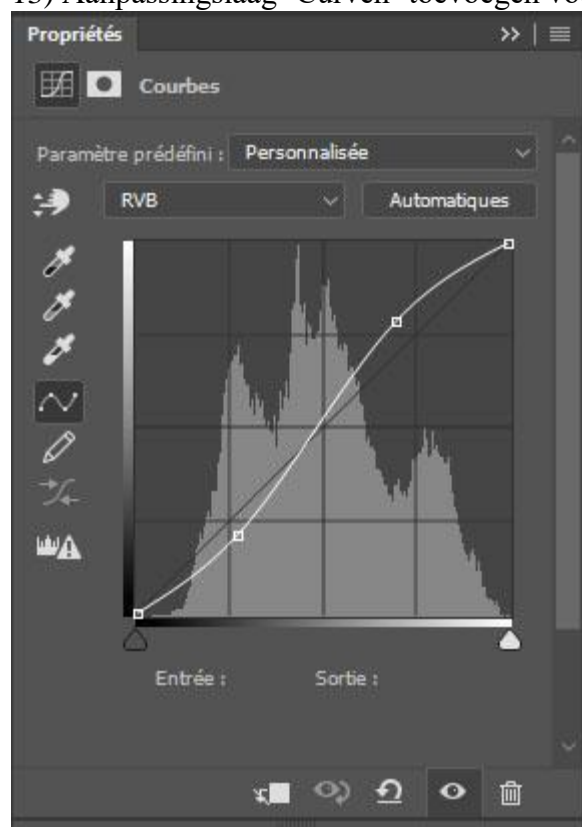 13) Aanpassingslaag "Curven" toevoegen vo
Propriétés
Courbes
Paramètre prédéfini : Personnalisée
RVB Automatiques
Entrée : Sortie :